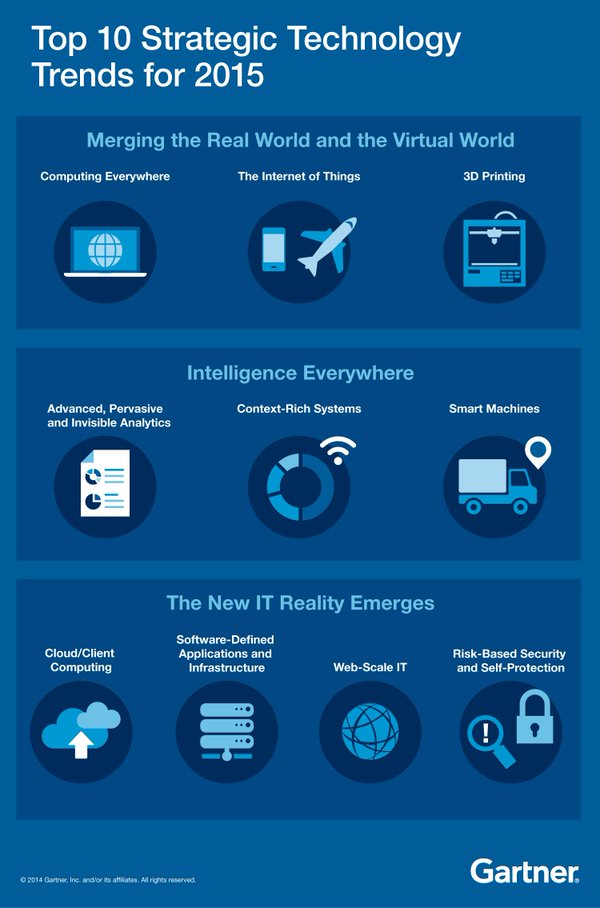 Top 10 Strategic Technology
Trends for 2015
Merging the Real World and the Virtual World
Computing Everywhere
The Internet of Things
3D Printing
Intelligence Everywhere
Advanced, Pervasive
and Invisible Analytics
Context-Rich Systems
Smart Machines
The New IT Reality Emerges
Cloud/Client
Computing
Software-Defined
Applications and
Infrastructure
Web-Scale IT
Risk-Based Security
and Self-Protection
!
© 2014 Gartner, Inc. and/or its affiliates. All rights reserved.
Gartner®